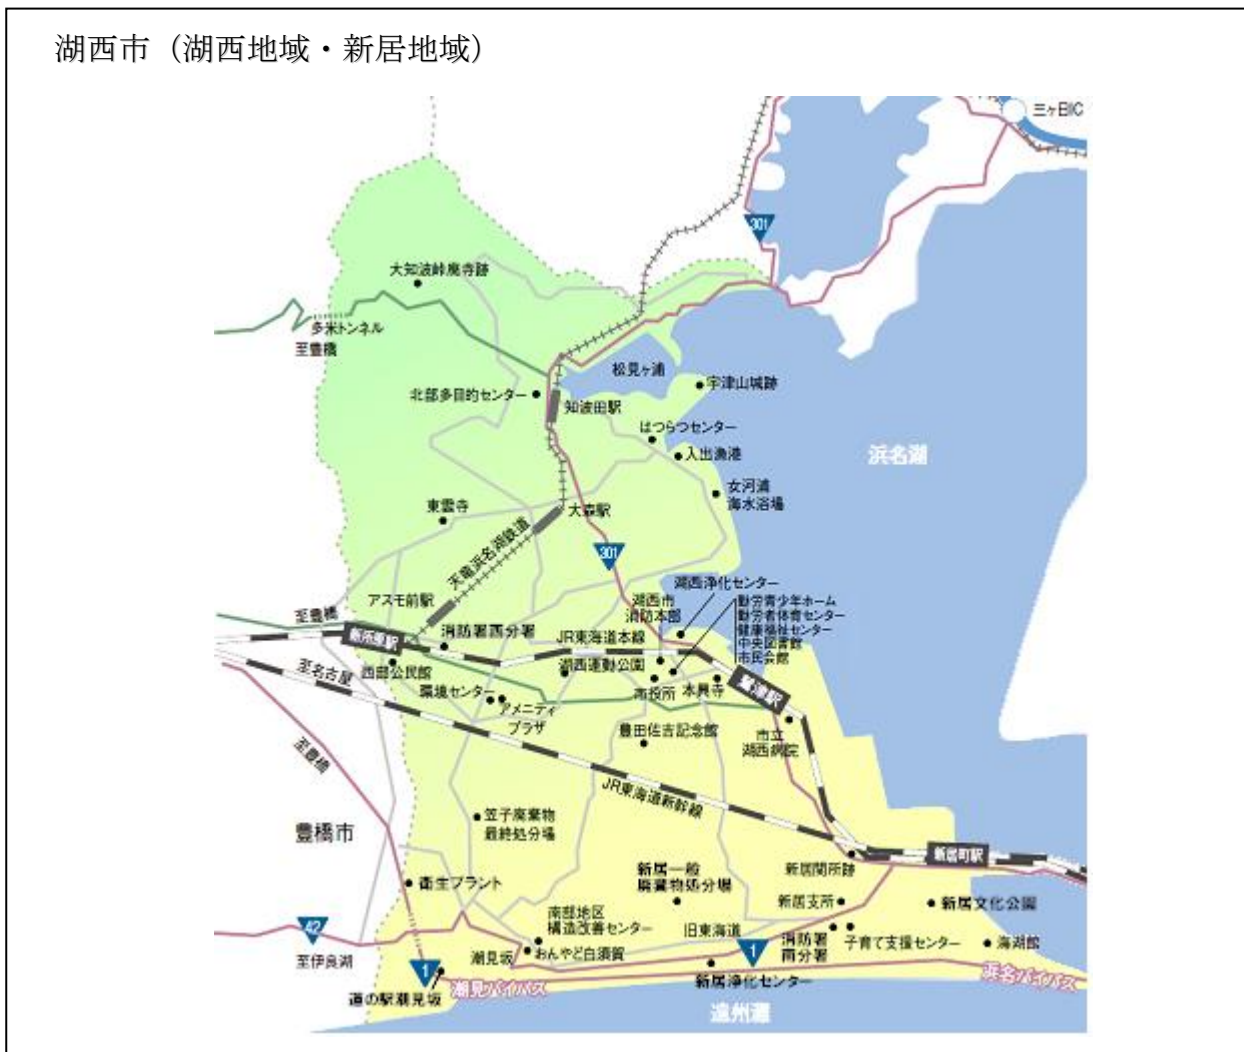 湖西市（湖西地域・新居地域）
三ヶ日IC
301
大知波峠廃寺跡
多米トンネル
至豊橋
松見ヶ浦
宇津山城跡
北部多目的センター
知波田駅
はつらつセンター
入出漁港
浜名湖
女河浦
海水浴場
東雲寺
大森駅
天竜浜名湖鉄道
301
湖西浄化センター
アスモ前駅
湖西市
消防本部
勤労青少年ホーム
勤労者体育センター
健康福祉センター
中央図書館
市民会館
至豊橋
新所原駅
消防署西分署
JR東海道本線
西部公民館
湖西運動公園
至名古屋
環境センター
市役所
本興寺
鷲津駅
アメニティ
プラザ
豊田佐吉記念館
市立
湖西病院
至豊橋
JR東海道新幹線
豊橋市
笠子廃棄物
最終処分場
新居町駅
新居関所跡
新居一般
廃棄物処分場
衛生プラント
新居支所
新居文化公園
42
南部地区
構造改善センター
旧東海道
消防署
南分署
子育て支援センター
海湖館
至伊良湖
潮見坂
おんやど白須賀
1
1
新居浄化センター
道の駅潮見坂
潮見バイパス
浜名バイパス
遠州灘